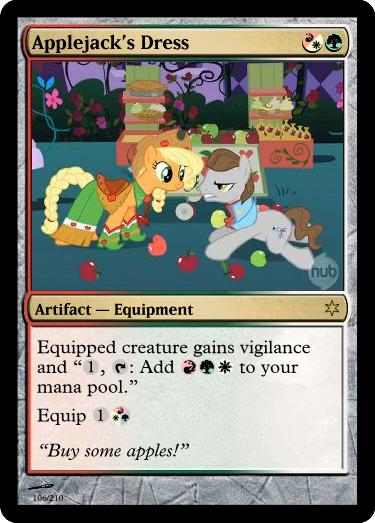 Applejack's Dress
hub
Artifact — Equipment
Equipped creature gains vigilance
and “1, : Add to your
mana pool.”
Equip 1
“Buy some apples!”
106/210